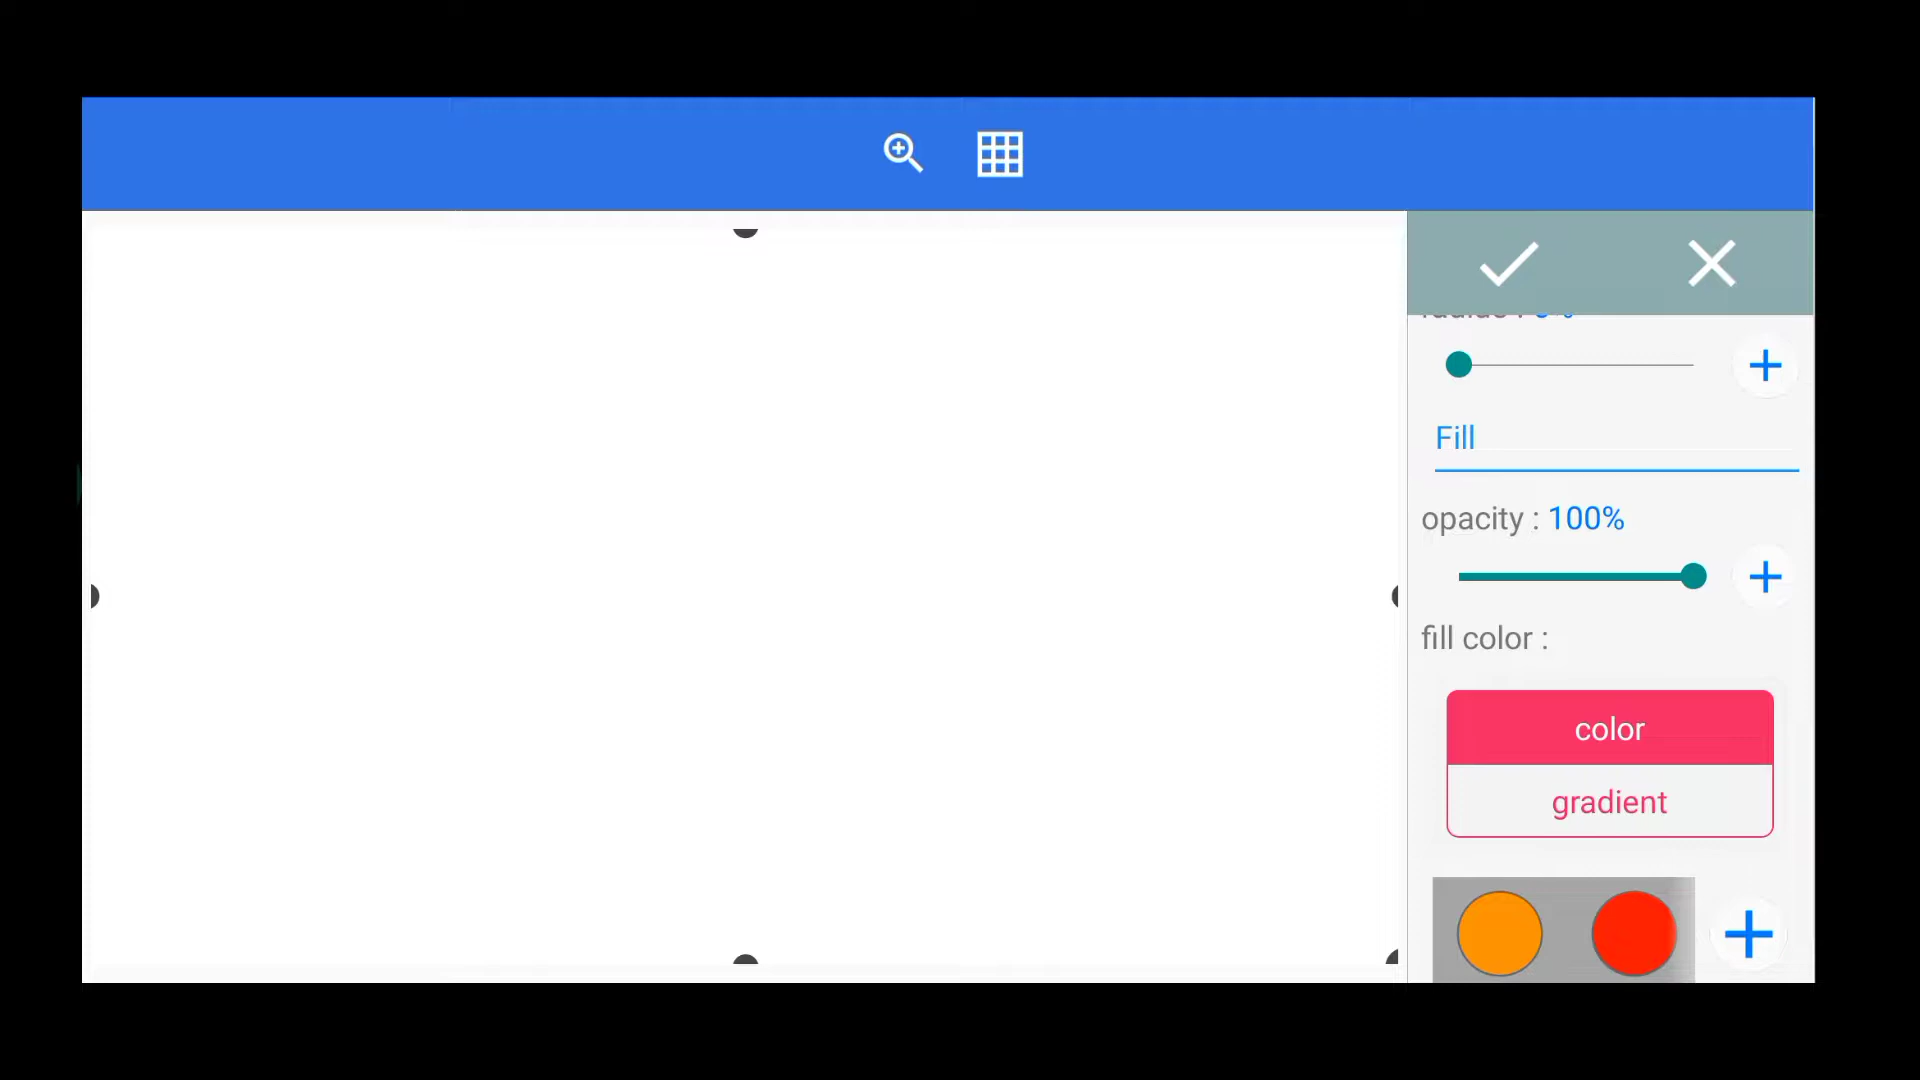 Fill
opacity : 100%
fill color :
color
gradient